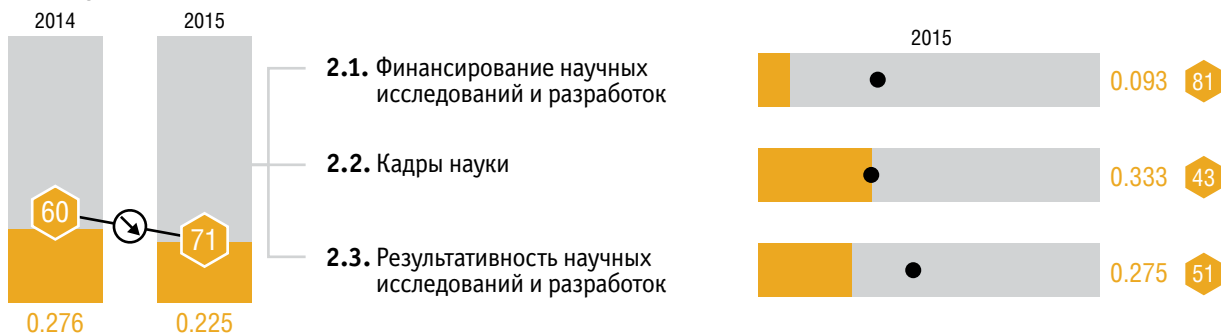 2014 2015
2015
2.1. Финансирование научных
исследований и разработок
0.093 81
2.2. Кадры науки
0.333 43
60
71
2.3. Результативность научных
исследований и разработок
0.275 51
0.276 0.225